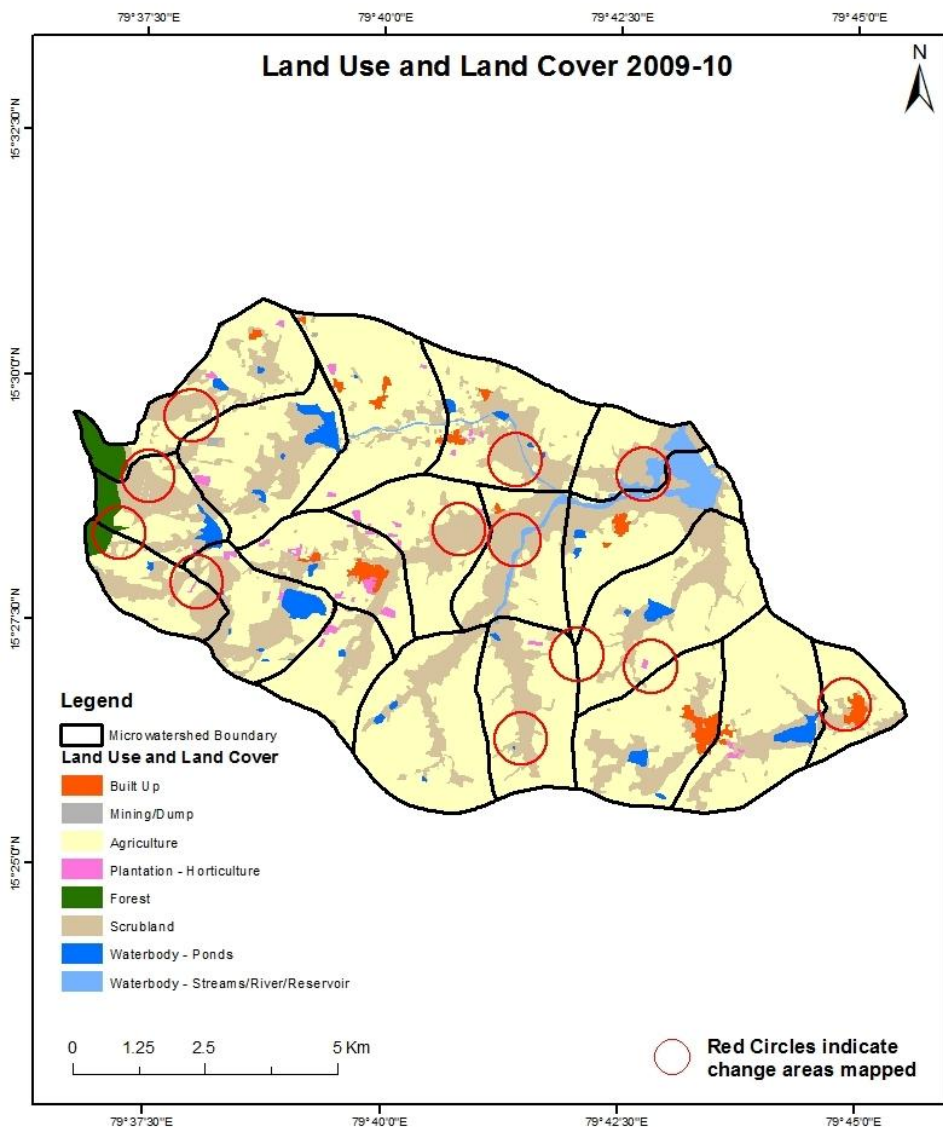 79°37'30"E 79°40'0"E 79°42'30"E 79°45'0"E
N
Land Use and Land Cover 2009-10
15°32'30"N
15°30'0"N
15°27'30"N
15°25'0"N
Legend
Microwatershed Boundary
Land Use and Land Cover
Built Up
Mining/Dump
Agriculture
Plantation - Horticulture
Forest
Scrubland
Waterbody - Ponds
Waterbody - Streams/River/Reservoir
0 1.25 2.5 5 Km
Red Circles indicate
change areas mapped
79°37'30"E 79°40'0"E 79°42'30"E 79°45'0"E